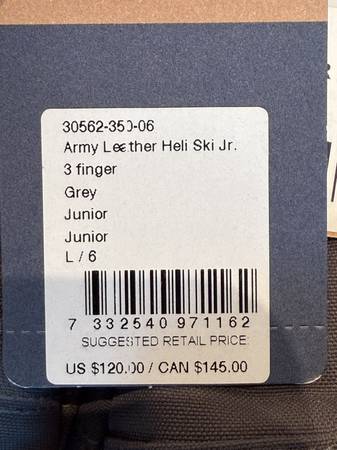 30562-350-06
Army Leather Heli Ski Jr.
3 finger
Grey
Junior
Junior
L / 6
7 332540 971162
SUGGESTED RETAIL PRICE
US $120.00 / CAN $145.00